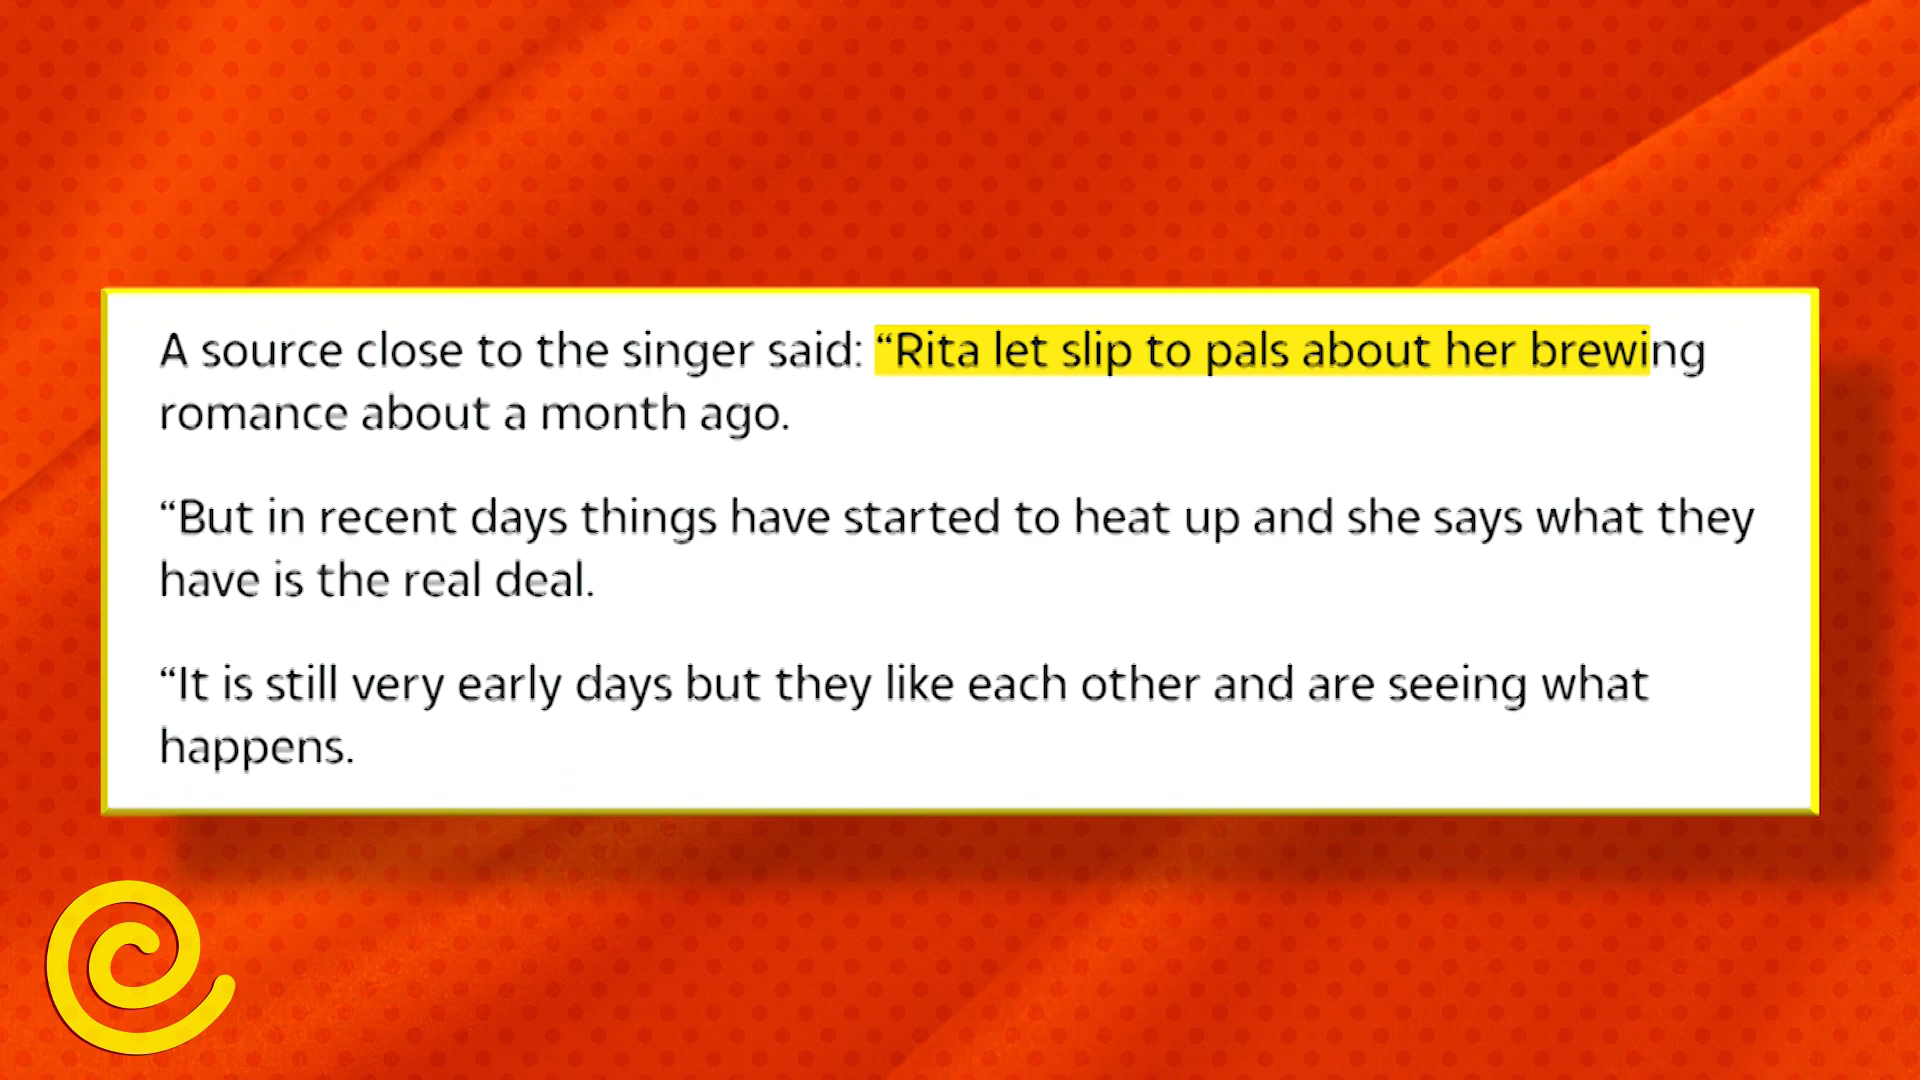 A source close to the singer said: “Rita let slip to pals about her brewing
romance about a month ago.
“But in recent days things have started to heat up and she says what they
have is the real deal.
“It is still very early days but they like each other and are seeing what
happens.